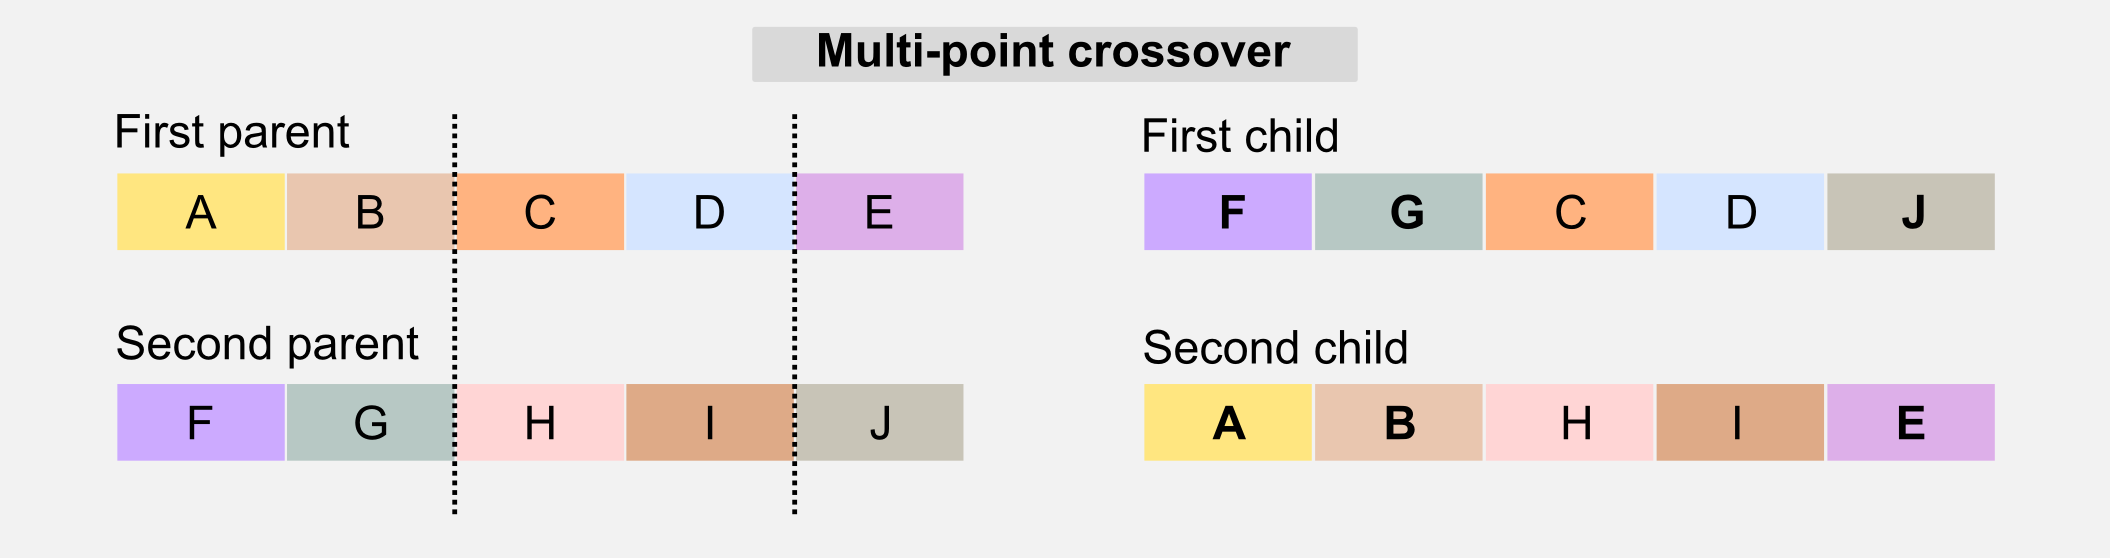 Multi-point crossover
First parent
A B C D E
Second parent
F G H I J
First child
F G C D J
Second child
A B H I E